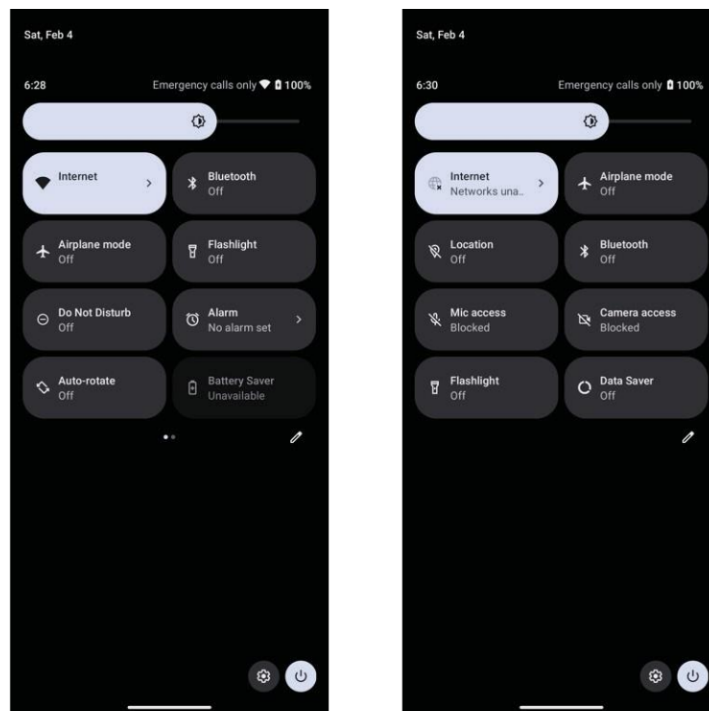 Sat, Feb 4
6:28 Emergency calls only 100%
Internet
Bluetooth
Off
Airplane mode
Off
Flashlight
Off
Do Not Disturb
Off
Alarm
No alarm set
Auto-rotate
Off
Battery Saver
Unavailable
Sat, Feb 4
6:30 Emergency calls only 100%
Internet
Networks una..
Airplane mode
Off
Location
Off
Bluetooth
Off
Mic access
Blocked
Camera access
Blocked
Flashlight
Off
Data Saver
Off